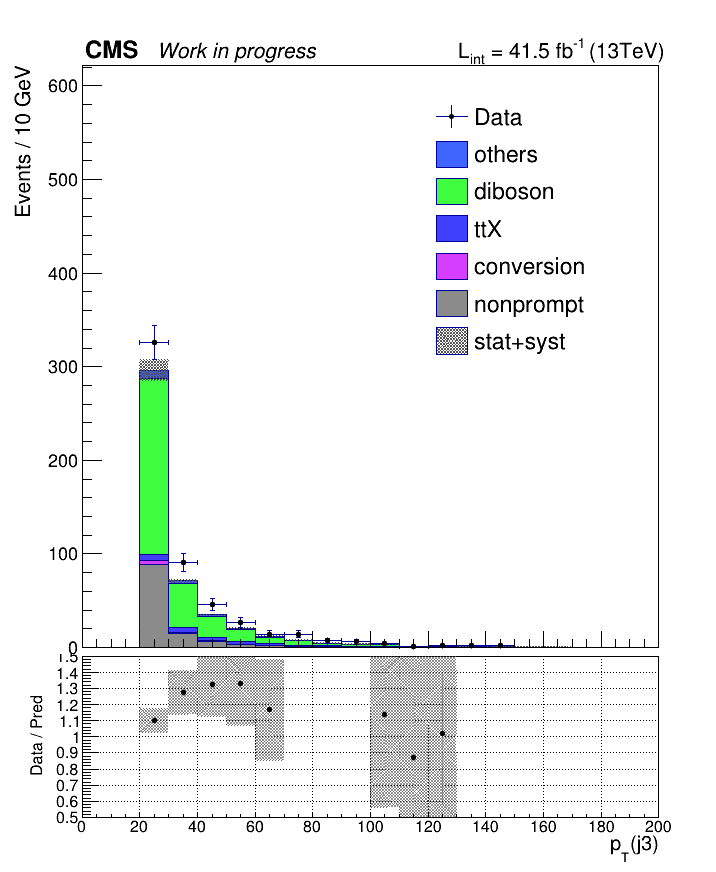 CMS Work in progress L_int = 41.5 fb^-1 (13TeV)
Events / 10 GeV
600
500
400
300
200
100
0
Data
others
diboson
ttX
conversion
nonprompt
stat+syst
Data / Pred
1.5
1.4
1.3
1.2
1.1
1
0.9
0.8
0.7
0.6
0.5
0 20 40 60 80 100 120 140 160 180 200
p_T(j3)